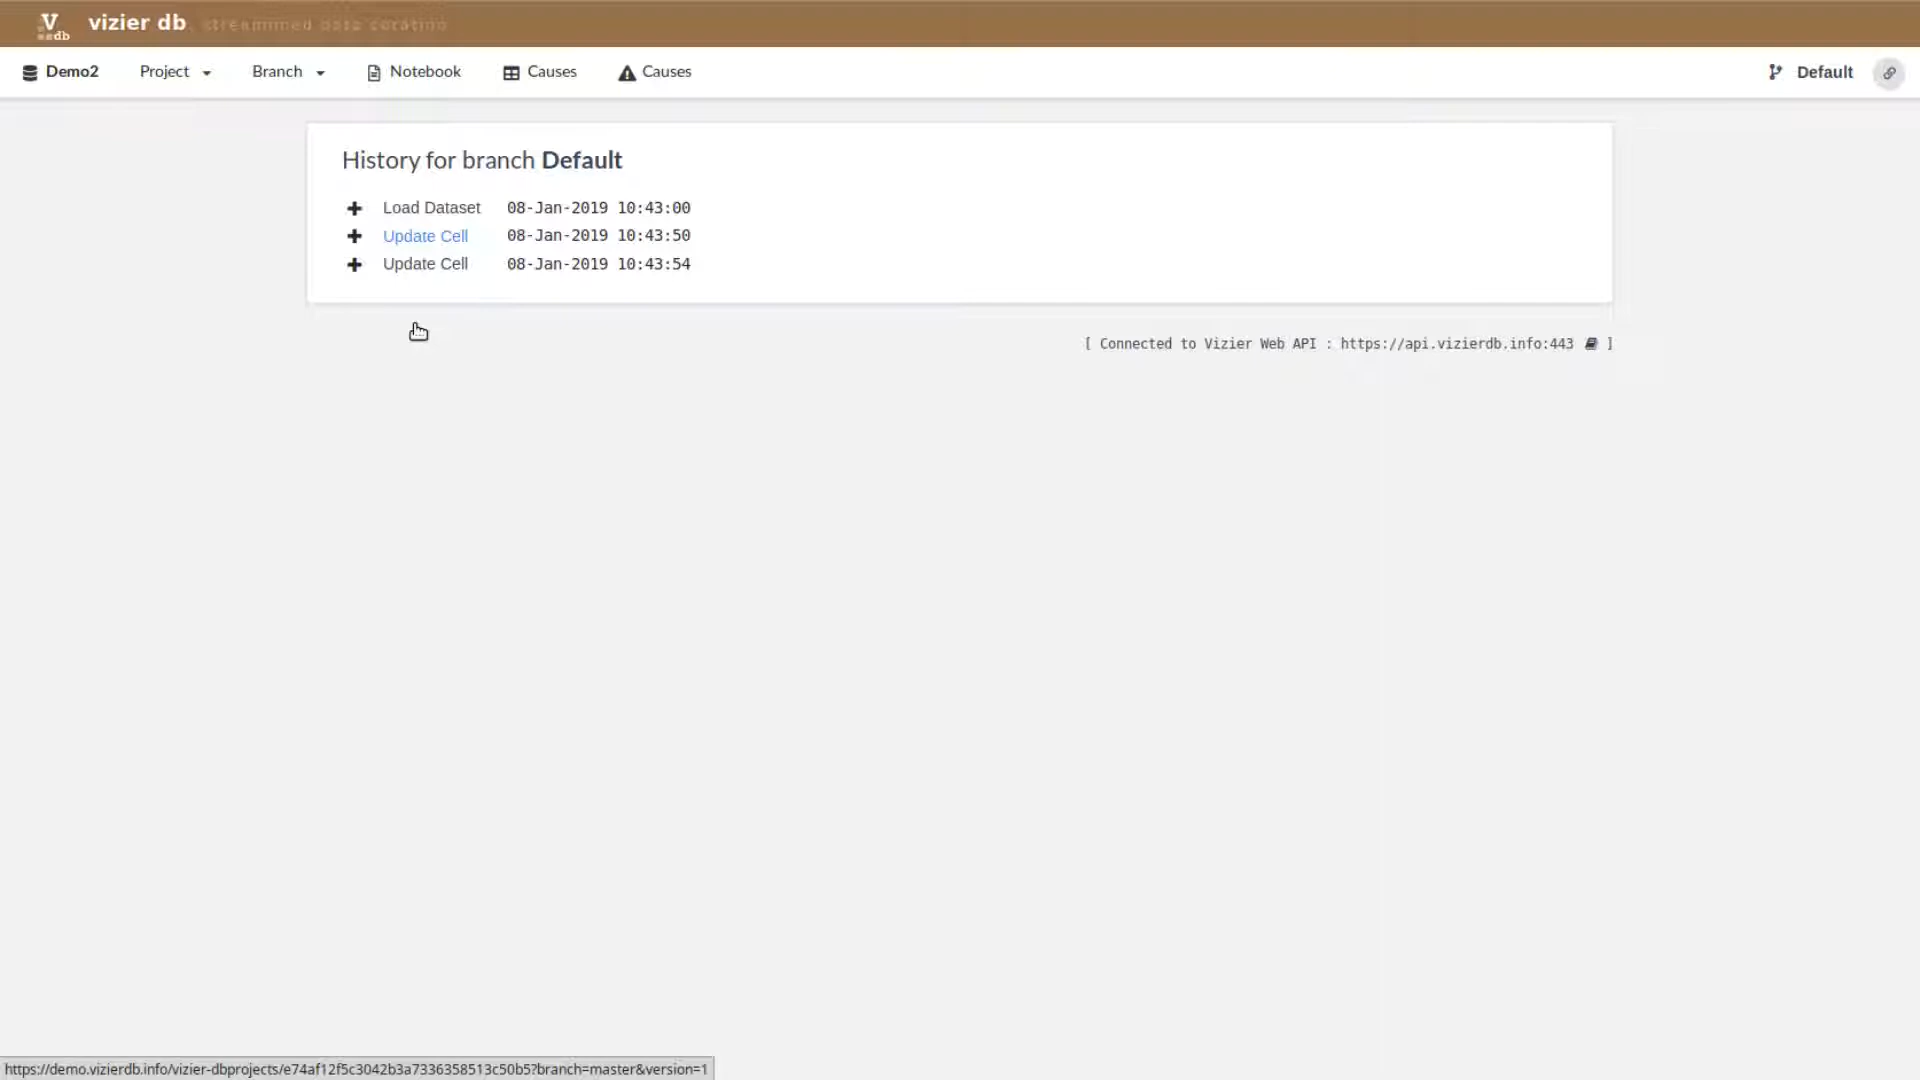 V
db
vizier db
Demo2
Project
Branch
Notebook
Causes
Causes
Default
History for branch Default
Load Dataset 08-Jan-2019 10:43:00
Update Cell 08-Jan-2019 10:43:50
Update Cell 08-Jan-2019 10:43:54
[ Connected to Vizier Web API : https://api.vizierdb.info:443 ]
https://demo.vizierdb.info/vizier-dbprojects/e74af12f5c3042b3a7336358513c50b5?branch=master&version=1